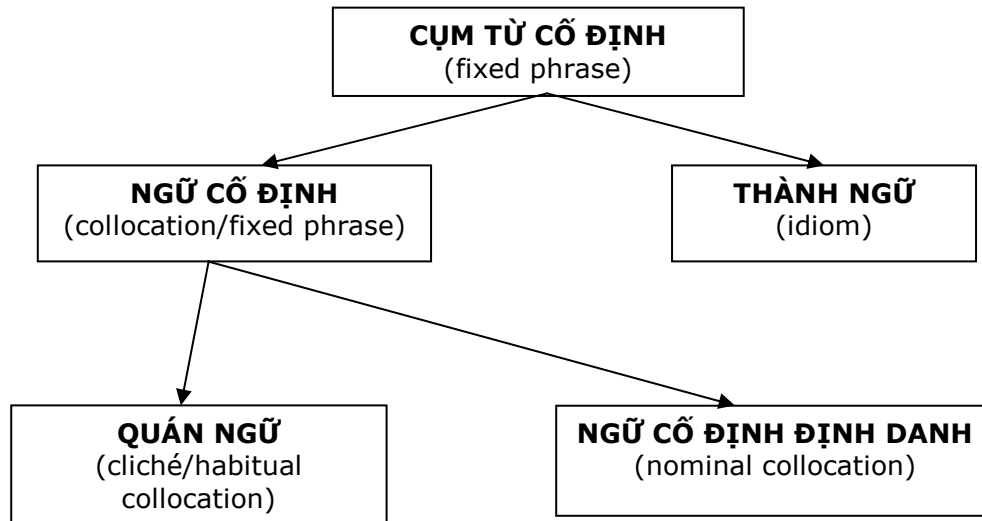 CỤM TỪ CỐ ĐỊNH
(fixed phrase)
NGỮ CỐ ĐỊNH
(collocation/fixed phrase)
THÀNH NGỮ
(idiom)
QUÁN NGỮ
(cliché/habitual
collocation)
NGỮ CỐ ĐỊNH ĐỊNH DANH
(nominal collocation)